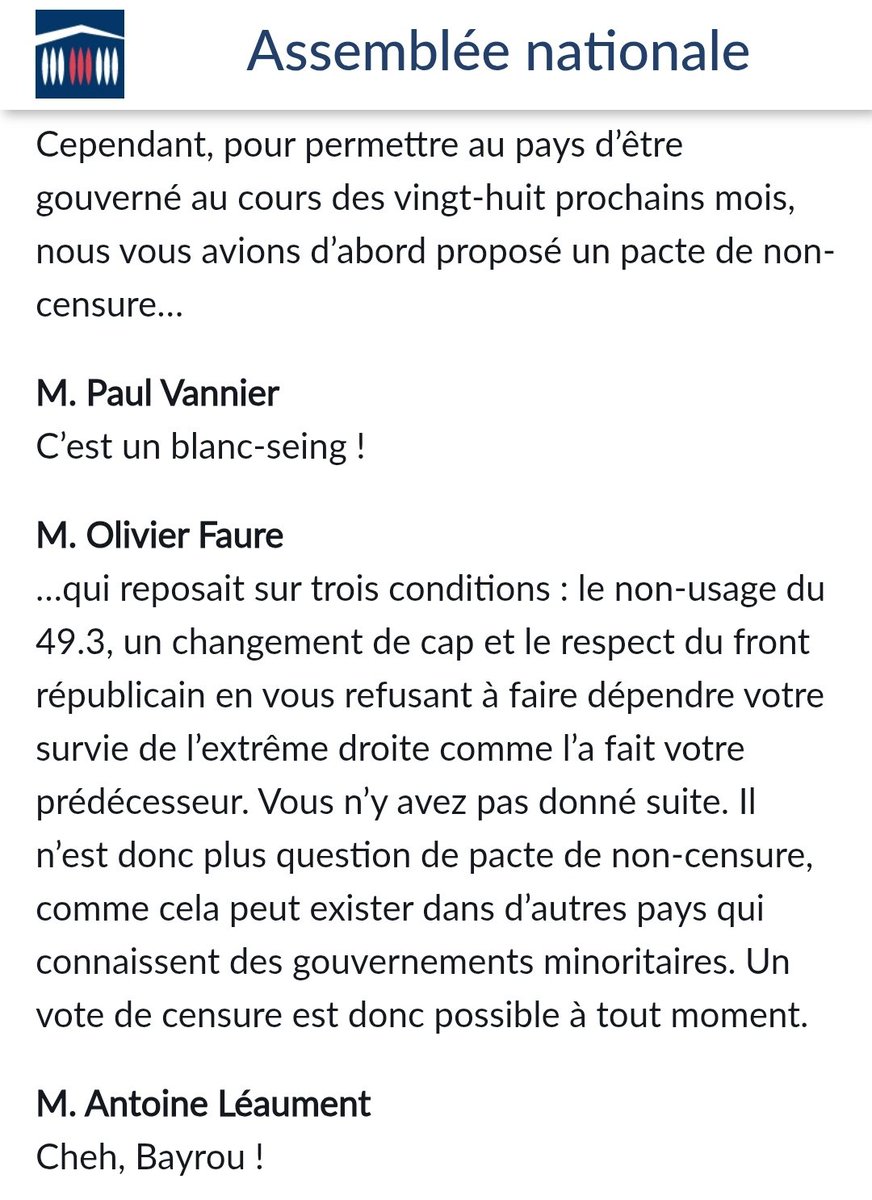 Assemblée nationale
Cependant, pour permettre au pays d’être
gouverné au cours des vingt-huit prochains mois,
nous vous avions d’abord proposé un pacte de non-
censure…
M. Paul Vannier
C’est un blanc-seing !
M. Olivier Faure
…qui reposait sur trois conditions : le non-usage du
49.3, un changement de cap et le respect du front
républicain en vous refusant à faire dépendre votre
survie de l’extrême droite comme l’a fait votre
prédécesseur. Vous n’y avez pas donné suite. Il
n’est donc plus question de pacte de non-censure,
comme cela peut exister dans d’autres pays qui
connaissent des gouvernements minoritaires. Un
vote de censure est donc possible à tout moment.
M. Antoine Léaument
Cheh, Bayrou !